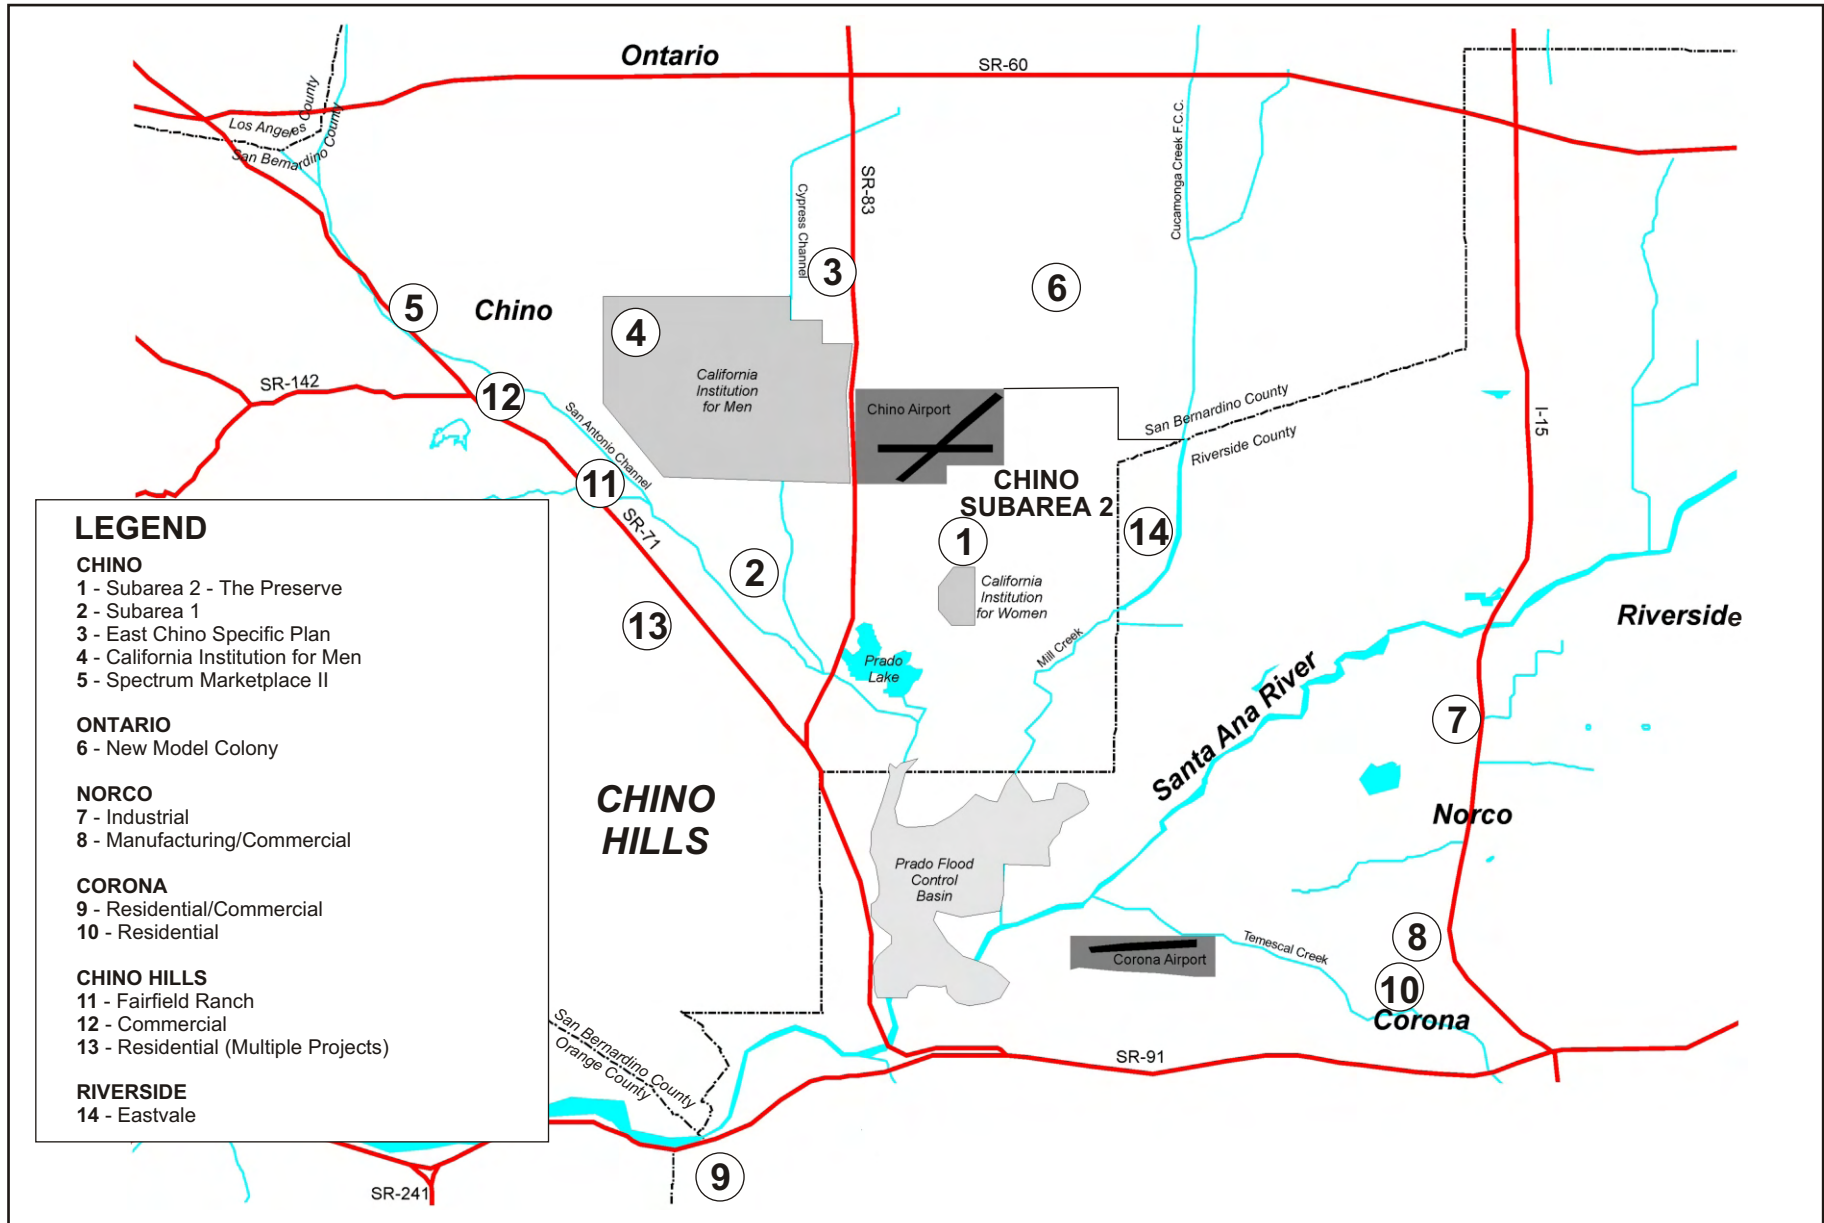 Ontario
SR-60
Los Angeles County
San Bernardino County
Cypress Channel
SR-83
Cucamonga Creek F.C.C.
3
6
5
Chino
4
California
Institution
for Men
SR-142
12
San Antonio Channel
Chino Airport
San Bernardino County
Riverside County
I-15
11
SR-71
CHINO
SUBAREA 2
14
1
2
California
Institution
for Women
13
Mill Creek
Prado
Lake
Riverside
Santa Ana River
7
Norco
CHINO
HILLS
Prado Flood
Control
Basin
8
Temescal Creek
Corona Airport
10
Corona
San Bernardino County
Orange County
SR-91
9
SR-241
LEGEND
CHINO
1 - Subarea 2 - The Preserve
2 - Subarea 1
3 - East Chino Specific Plan
4 - California Institution for Men
5 - Spectrum Marketplace II
ONTARIO
6 - New Model Colony
NORCO
7 - Industrial
8 - Manufacturing/Commercial
CORONA
9 - Residential/Commercial
10 - Residential
CHINO HILLS
11 - Fairfield Ranch
12 - Commercial
13 - Residential (Multiple Projects)
RIVERSIDE
14 - Eastvale